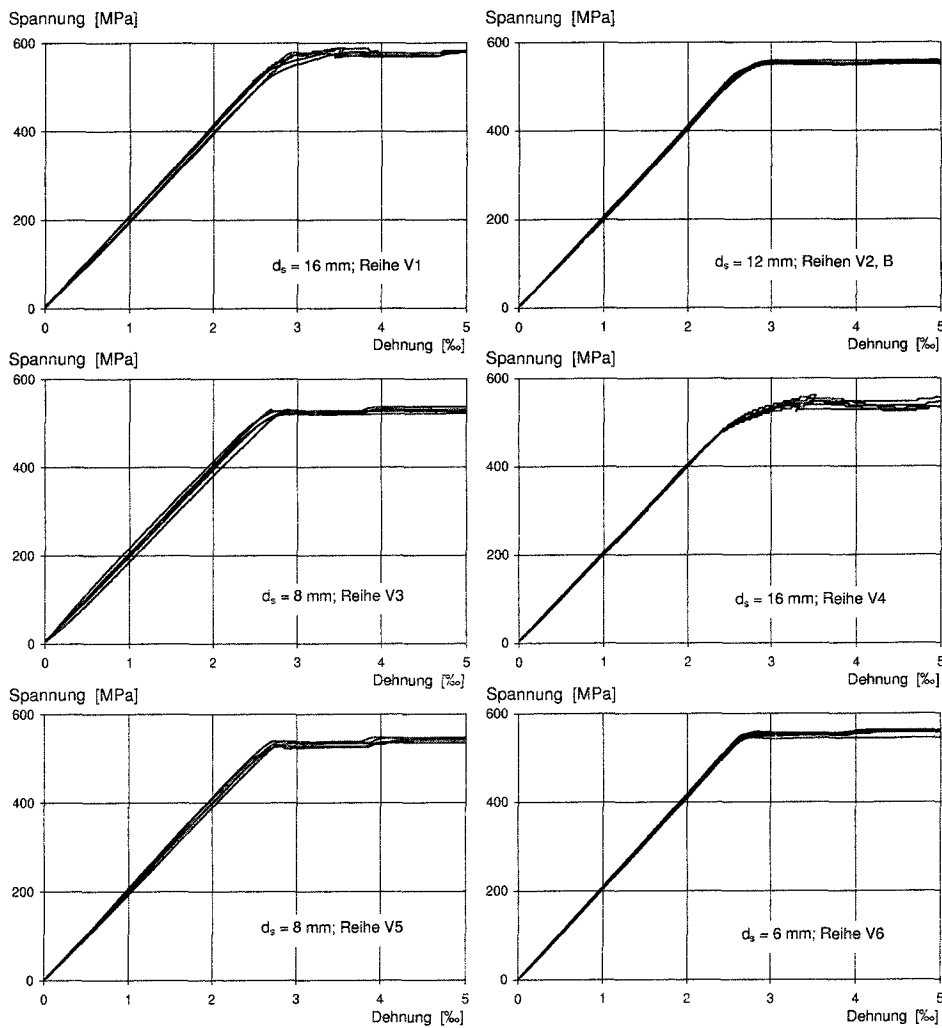 Spannung [MPa]
600
400
200
0
0 1 2 3 4 5
Dehnung [‰]
d_s = 16 mm; Reihe V1
Spannung [MPa]
600
400
200
0
0 1 2 3 4 5
Dehnung [‰]
d_s = 12 mm; Reihen V2, B
Spannung [MPa]
600
400
200
0
0 1 2 3 4 5
Dehnung [‰]
d_s = 8 mm; Reihe V3
Spannung [MPa]
600
400
200
0
0 1 2 3 4 5
Dehnung [‰]
d_s = 16 mm; Reihe V4
Spannung [MPa]
600
400
200
0
0 1 2 3 4 5
Dehnung [‰]
d_s = 8 mm; Reihe V5
Spannung [MPa]
600
400
200
0
0 1 2 3 4 5
Dehnung [‰]
d_s = 6 mm; Reihe V6